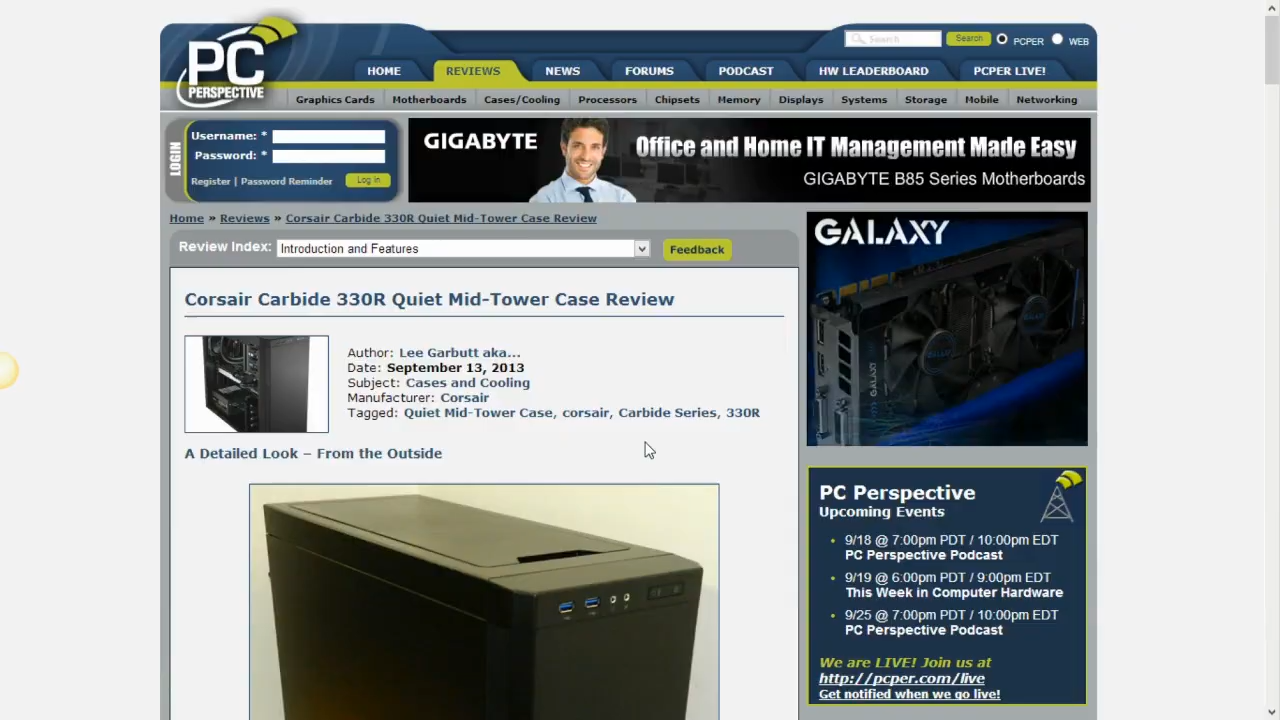 PC
PERSPECTIVE
Search
Search
PCPER
WEB
HOME
REVIEWS
NEWS
FORUMS
PODCAST
HW LEADERBOARD
PCPER LIVE!
Graphics Cards
Motherboards
Cases/Cooling
Processors
Chipsets
Memory
Displays
Systems
Storage
Mobile
Networking
LOGIN
Username: *
Password: *
Register | Password Reminder
Log in
GIGABYTE
Office and Home IT Management Made Easy
GIGABYTE B85 Series Motherboards
Home » Reviews » Corsair Carbide 330R Quiet Mid-Tower Case Review
Review Index:
Introduction and Features
Feedback
Corsair Carbide 330R Quiet Mid-Tower Case Review
Author: Lee Garbutt aka...
Date: September 13, 2013
Subject: Cases and Cooling
Manufacturer: Corsair
Tagged: Quiet Mid-Tower Case, corsair, Carbide Series, 330R
A Detailed Look – From the Outside
GALAXY
GALAXY
PC Perspective
Upcoming Events
• 9/18 @ 7:00pm PDT / 10:00pm EDT
PC Perspective Podcast
• 9/19 @ 6:00pm PDT / 9:00pm EDT
This Week in Computer Hardware
• 9/25 @ 7:00pm PDT / 10:00pm EDT
PC Perspective Podcast
We are LIVE! Join us at
http://pcper.com/live
Get notified when we go live!